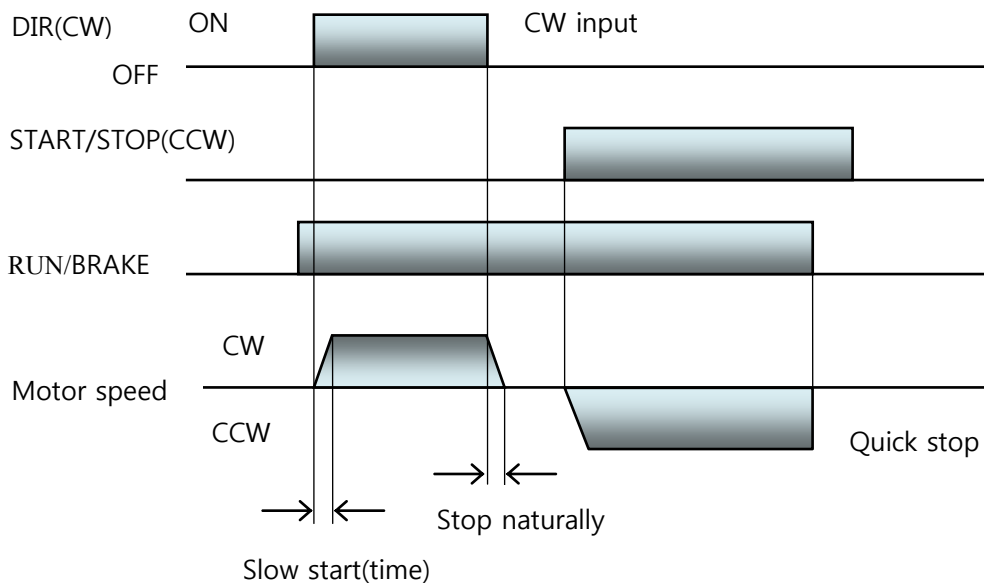 DIR(CW) ON CW input
OFF
START/STOP(CCW)
RUN/BRAKE
CW
Motor speed
CCW
Quick stop
Stop naturally
Slow start(time)